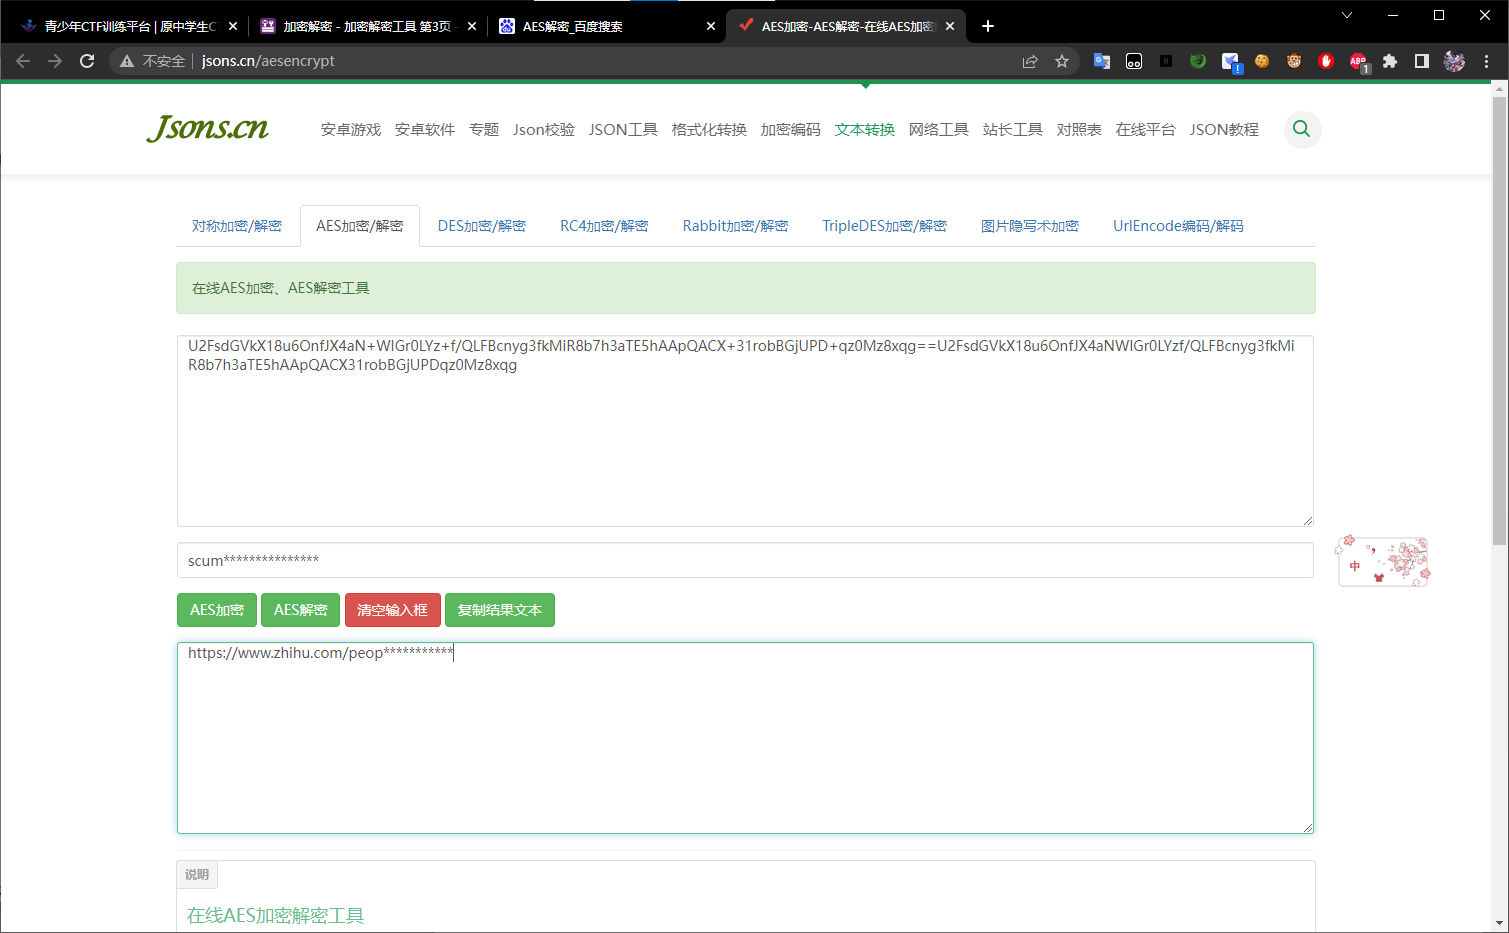 青少年CTF训练平台 | 原中学生C
加密解密 - 加密解密工具 第3页 -
AES解密_百度搜索
AES加密-AES解密-在线AES加密
不安全
jsons.cn/aesencrypt
Jsons.cn
安卓游戏 安卓软件 专题 Json校验 JSON工具 格式化转换 加密编码 文本转换 网络工具 站长工具 对照表 在线平台 JSON教程
对称加密/解密 AES加密/解密 DES加密/解密 RC4加密/解密 Rabbit加密/解密 TripleDES加密/解密 图片隐写术加密 UrlEncode编码/解码
在线AES加密、AES解密工具
U2FsdGVkX18u6OnfJX4aN+WIGr0LYz+f/QLFBcnyg3fkMiR8b7h3aTE5hAApQACX+31robBGjUPD+qz0Mz8xqg==U2FsdGVkX18u6OnfJX4aNWIGr0LYzf/QLFBcnyg3fkMi
R8b7h3aTE5hAApQACX31robBGjUPDqz0Mz8xqg
scum***************
AES加密 AES解密 清空输入框 复制结果文本
https://www.zhihu.com/peop***********
中
说明
在线AES加密解密工具